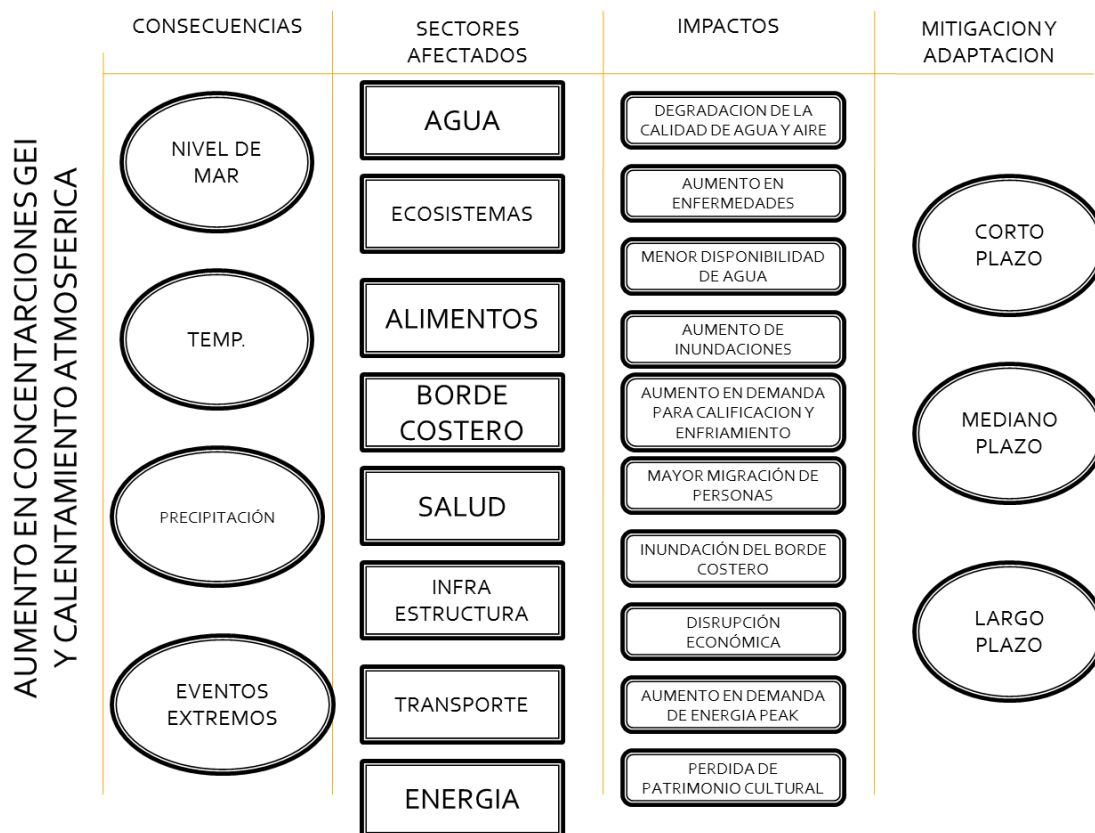 AUMENTO EN CONCENTARCIONES GEI
Y CALENTAMIENTO ATMOSFERICA
CONSECUENCIAS
NIVEL DE
MAR
TEMP.
PRECIPITACIÓN
EVENTOS
EXTREMOS
SECTORES
AFECTADOS
AGUA
ECOSISTEMAS
ALIMENTOS
BORDE
COSTERO
SALUD
INFRA
ESTRUCTURA
TRANSPORTE
ENERGIA
IMPACTOS
DEGRADACION DE LA
CALIDAD DE AGUA Y AIRE
AUMENTO EN
ENFERMEDADES
MENOR DISPONIBILIDAD
DE AGUA
AUMENTO DE
INUNDACIONES
AUMENTO EN DEMANDA
PARA CALIFICACION Y
ENFRIAMIENTO
MAYOR MIGRACIÓN DE
PERSONAS
INUNDACIÓN DEL BORDE
COSTERO
DISRUPCIÓN
ECONÓMICA
AUMENTO EN DEMANDA
DE ENERGIA PEAK
PERDIDA DE
PATRIMONIO CULTURAL
MITIGACION Y
ADAPTACION
CORTO
PLAZO
MEDIANO
PLAZO
LARGO
PLAZO